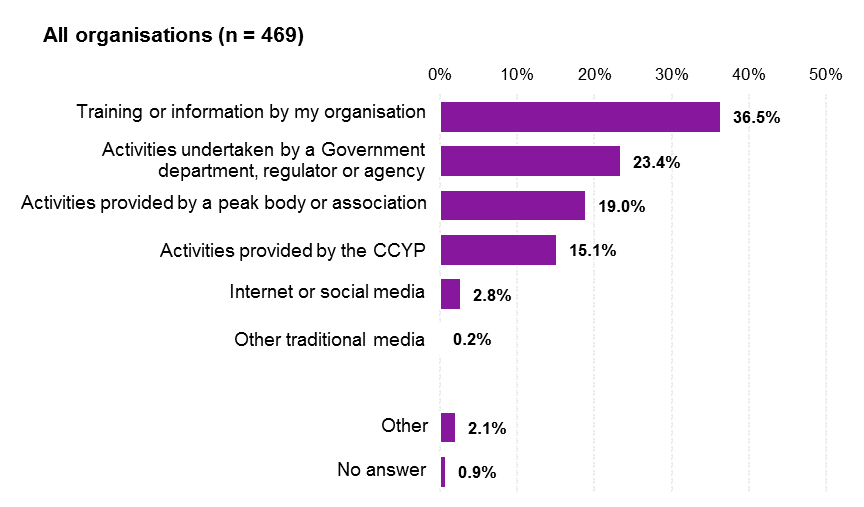 All organisations (n = 469)
0% 10% 20% 30% 40% 50%
Training or information by my organisation 36.5%
Activities undertaken by a Government
department, regulator or agency 23.4%
Activities provided by a peak body or association 19.0%
Activities provided by the CCYP 15.1%
Internet or social media 2.8%
Other traditional media 0.2%
Other 2.1%
No answer 0.9%